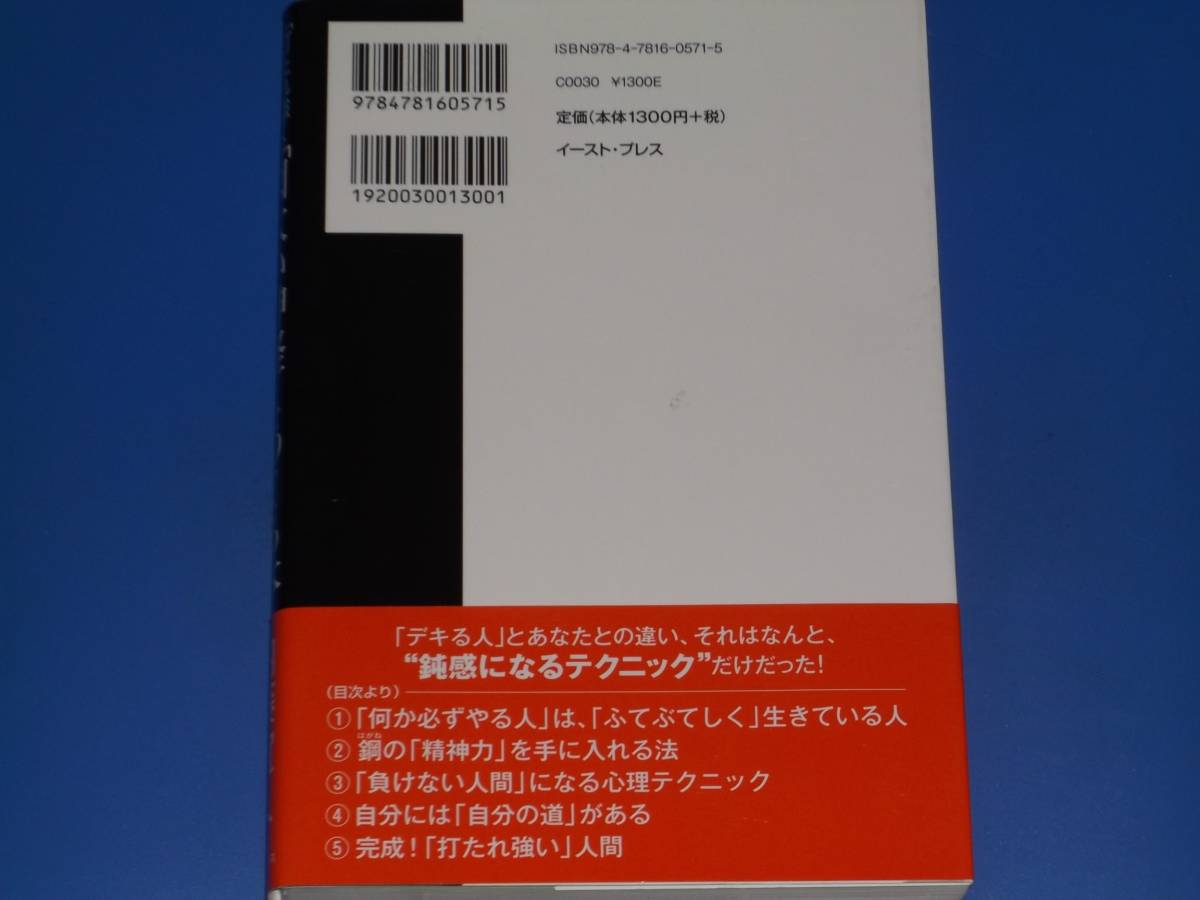 ISBN978-4-7816-0571-5
9784781605715
C0030 ¥1300E
定価(本体1300円+税)
イースト・プレス
1920030013001
「デキる人」とあなたとの違い、それはなんと、
“鈍感になるテクニック”だけだった!
(目次より)
①「何か必ずやる人」は、「ふてぶてしく」生きている人
はがね
② 鋼の「精神力」を手に入れる法
③「負けない人間」になる心理テクニック
④ 自分には「自分の道」がある
⑤ 完成!「打たれ強い」人間